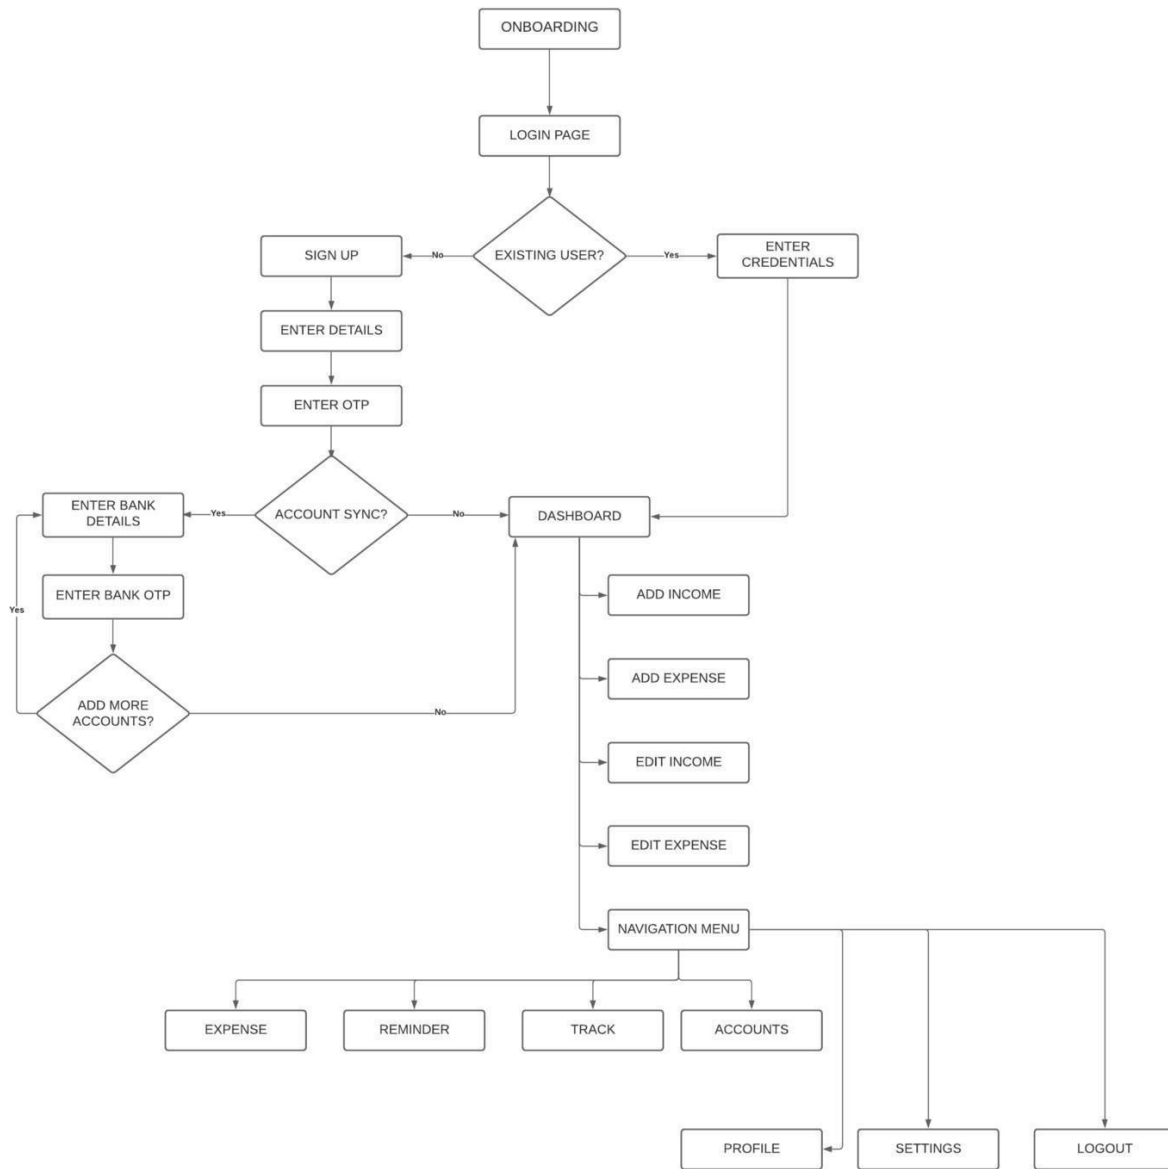 ONBOARDING
LOGIN PAGE
SIGN UP
No
EXISTING USER?
Yes
ENTER
CREDENTIALS
ENTER DETAILS
ENTER OTP
ENTER BANK
DETAILS
Yes
ACCOUNT SYNC?
No
DASHBOARD
ENTER BANK OTP
ADD INCOME
Yes
ADD EXPENSE
ADD MORE
ACCOUNTS?
No
EDIT INCOME
EDIT EXPENSE
NAVIGATION MENU
EXPENSE
REMINDER
TRACK
ACCOUNTS
PROFILE
SETTINGS
LOGOUT